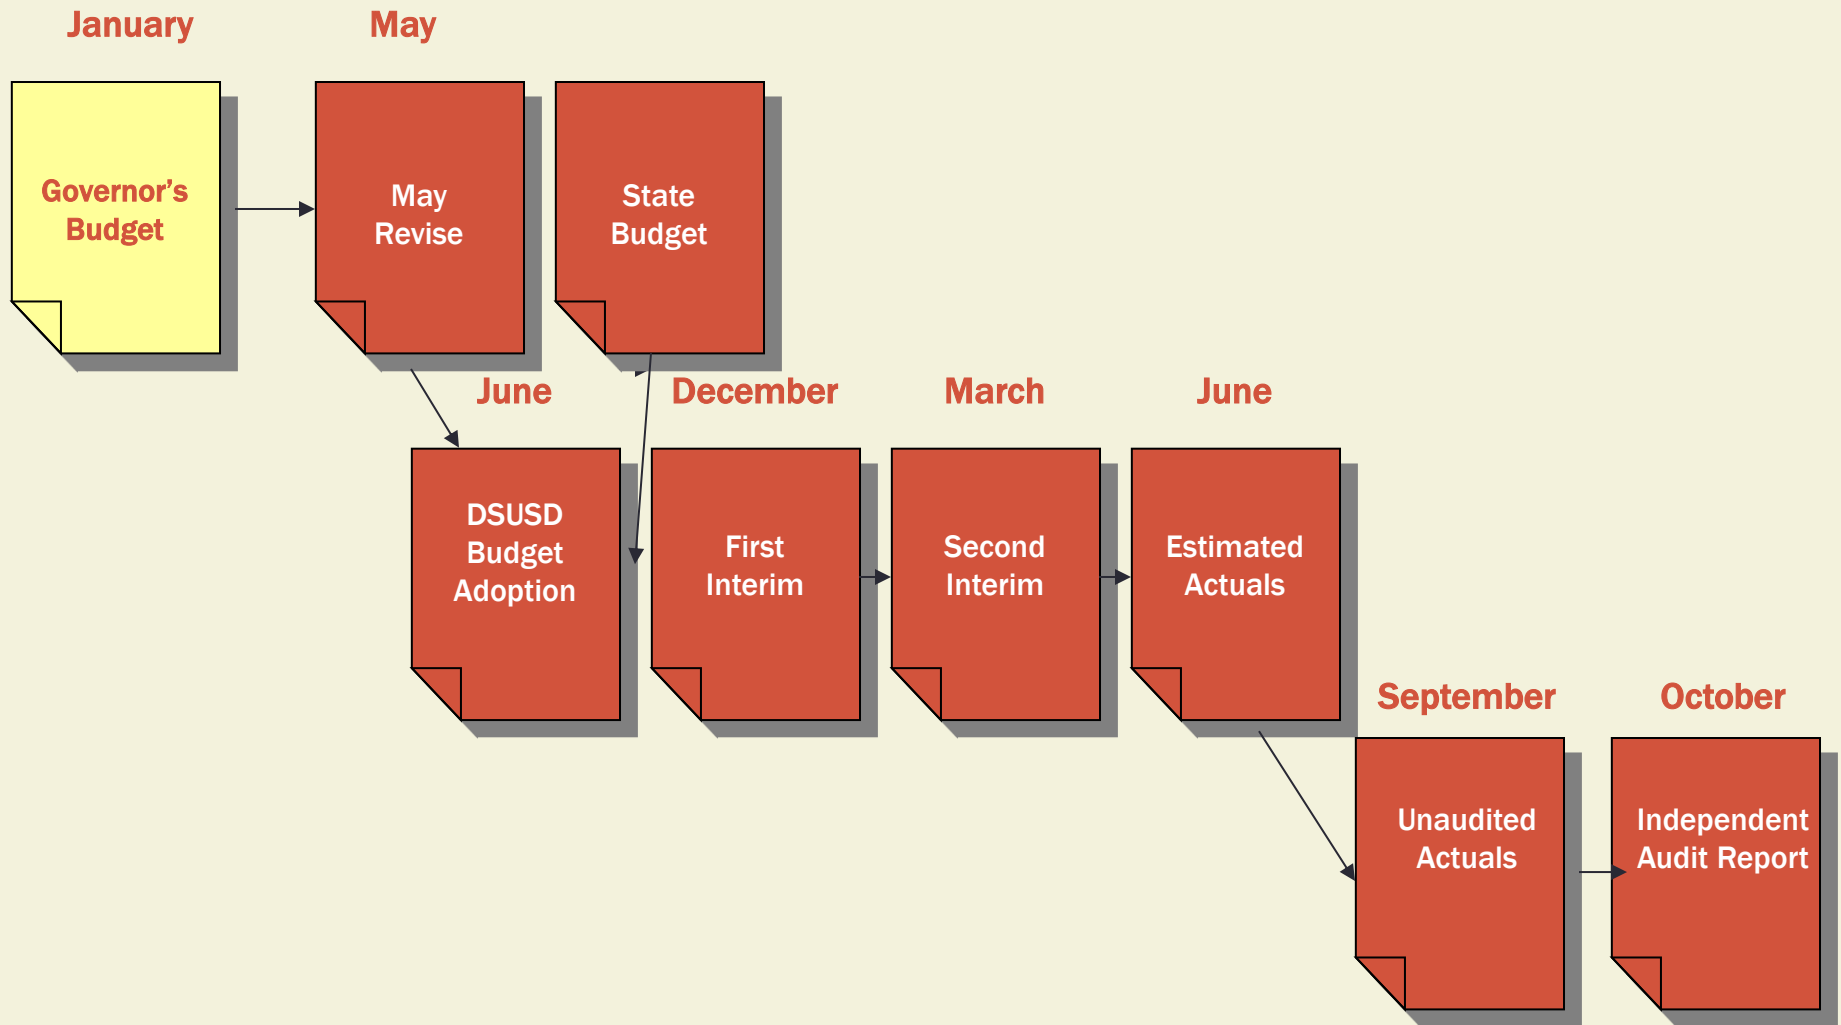 January
May
Governor’s
Budget
May
Revise
State
Budget
June
December
March
June
DSUSD
Budget
Adoption
First
Interim
Second
Interim
Estimated
Actuals
September
October
Unaudited
Actuals
Independent
Audit Report